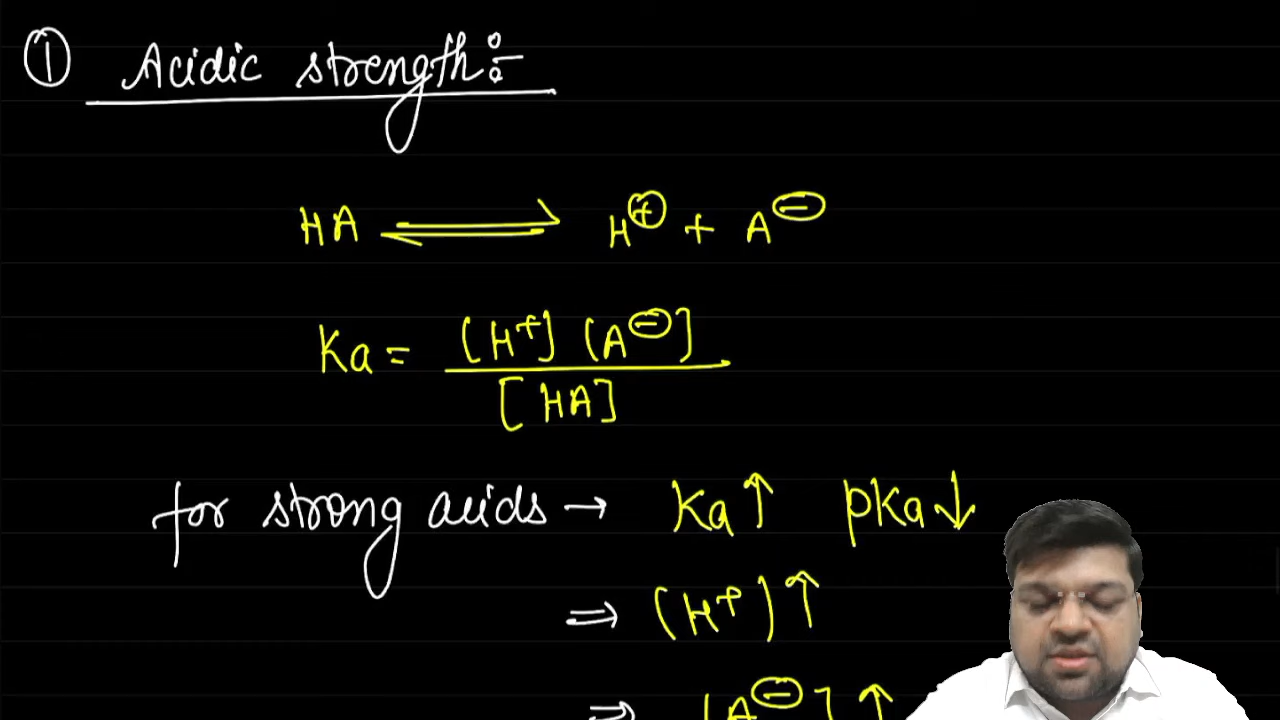 ① Acidic strength:-
HA ⇌ H⊕ + A⊖
Ka = [H+] [A⊖]
[HA]
for strong acids → Ka↑ pKa↓
⇒ (H+)↑
⇒ [A⊖]↑